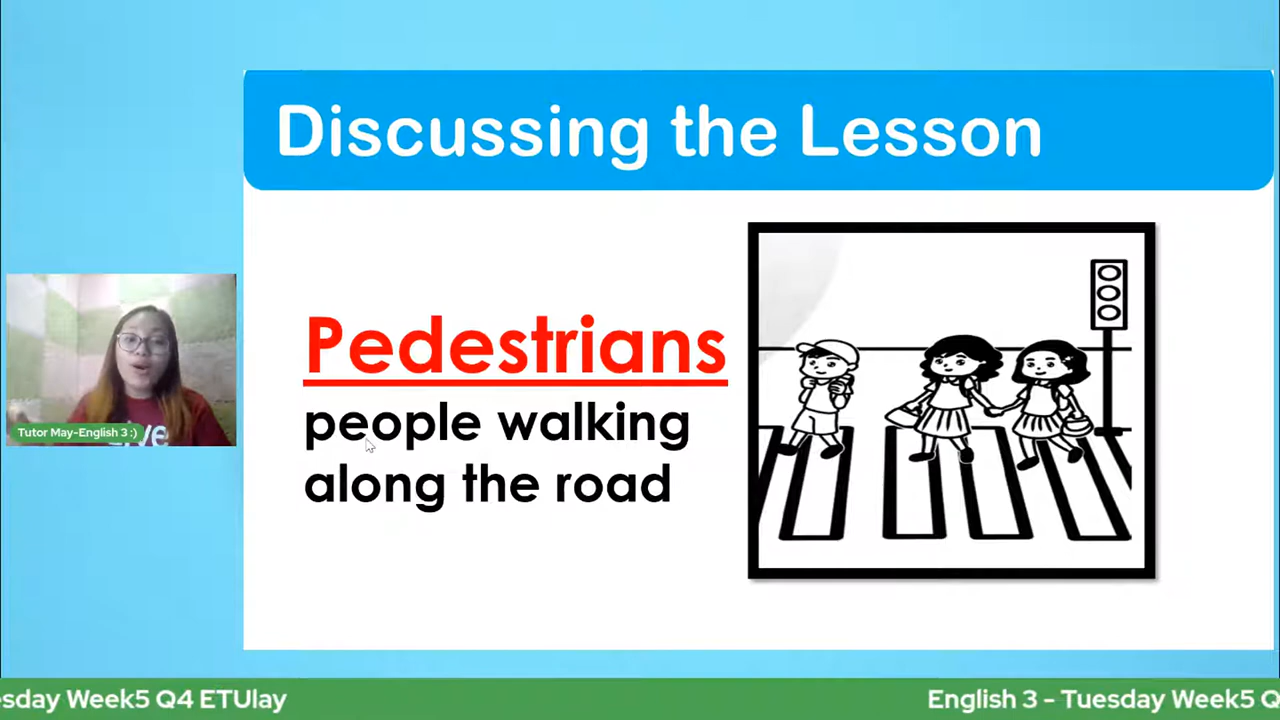 Discussing the Lesson
Pedestrians
people walking
along the road
Tutor May-English 3 :)
esday Week5 Q4 ETUlay
English 3 - Tuesday Week5 Q